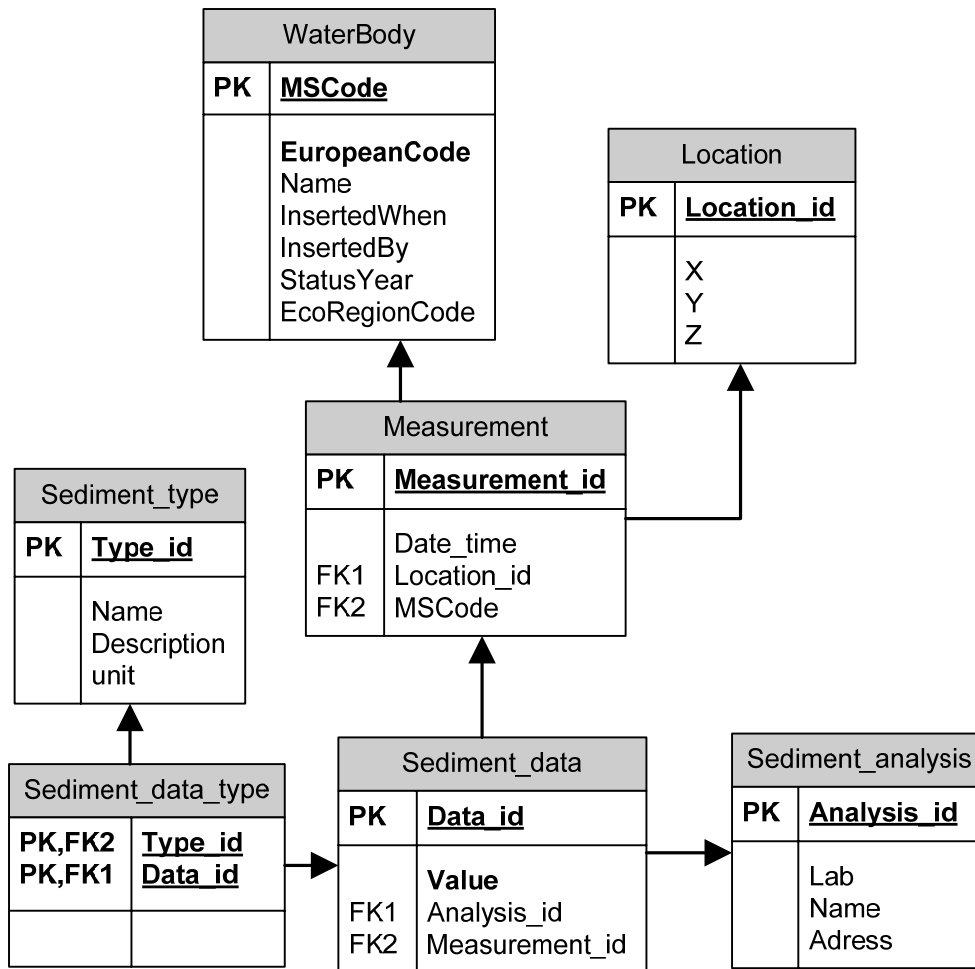 WaterBody
PK MSCode
EuropeanCode
Name
InsertedWhen
InsertedBy
StatusYear
EcoRegionCode
Location
PK Location_id
X
Y
Z
Measurement
PK Measurement_id
Date_time
FK1 Location_id
FK2 MSCode
Sediment_type
PK Type_id
Name
Description
unit
Sediment_data_type
PK,FK2 Type_id
PK,FK1 Data_id
Sediment_data
PK Data_id
Value
FK1 Analysis_id
FK2 Measurement_id
Sediment_analysis
PK Analysis_id
Lab
Name
Adress